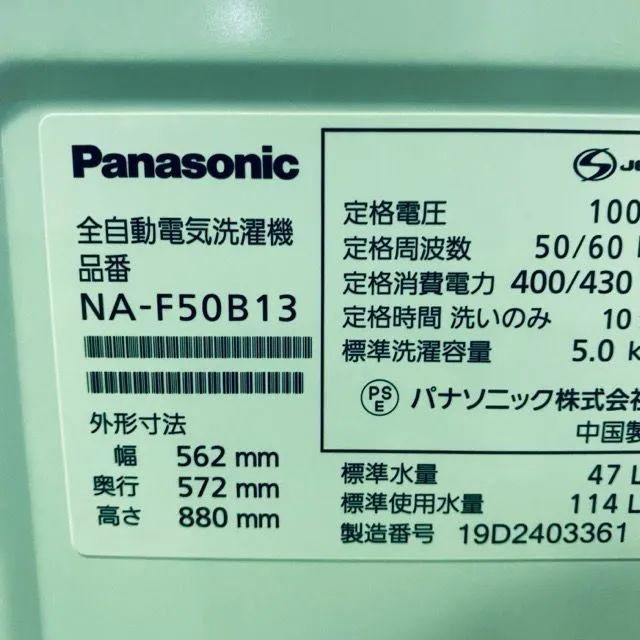 Panasonic
全自動電気洗濯機
品番
NA-F50B13
外形寸法
幅 562 mm
奥行 572 mm
高さ 880 mm
定格電圧 100
定格周波数 50/60
定格消費電力 400/430
定格時間 洗いのみ 10
標準洗濯容量 5.0
PS
E
パナソニック株式会社
中国製
標準水量 47 L
標準使用水量 114 L
製造番号 19D2403361